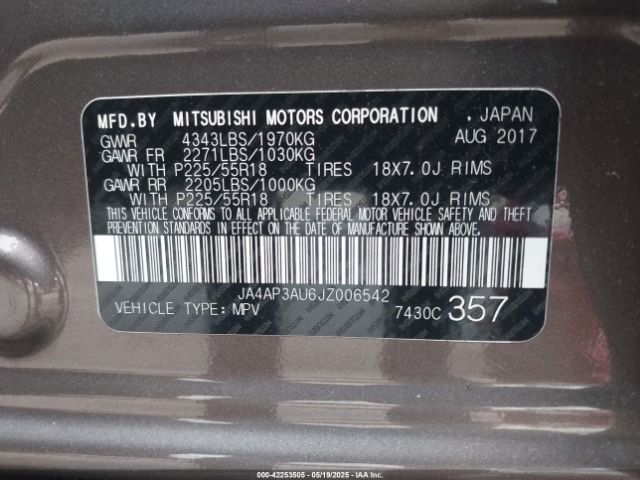 MFD.BY MITSUBISHI MOTORS CORPORATION . JAPAN
GVWR 4343LBS/1970KG AUG 2017
GAWR FR 2271LBS/1030KG
WITH P225/55R18 TIRES 18X7.0J RIMS
GAWR RR 2205LBS/1000KG
WITH P225/55R18 TIRES 18X7.0J RIMS
THIS VEHICLE CONFORMS TO ALL APPLICABLE FEDERAL MOTOR VEHICLE SAFETY AND THEFT
PREVENTION STANDARDS IN EFFECT ON THE DATE OF MANUFACTURE SHOWN ABOVE.
JA4AP3AU6JZ006542
VEHICLE TYPE: MPV 7430C 357
000-42253505 - 05/19/2025 - IAAI.COM